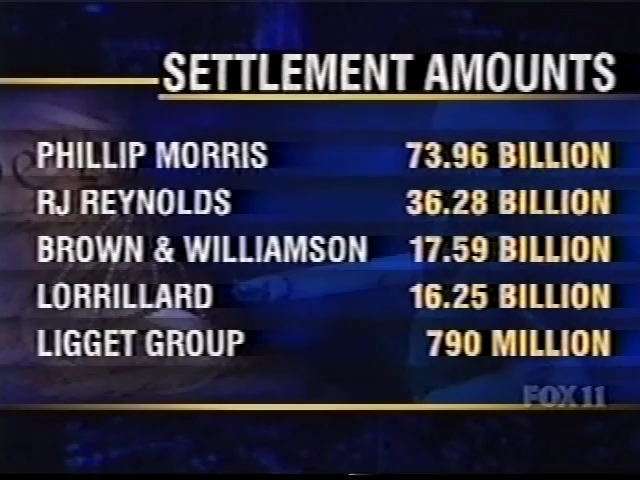 SETTLEMENT AMOUNTS
PHILLIP MORRIS 73.96 BILLION
RJ REYNOLDS 36.28 BILLION
BROWN & WILLIAMSON 17.59 BILLION
LORRILLARD 16.25 BILLION
LIGGET GROUP 790 MILLION
FOX 11